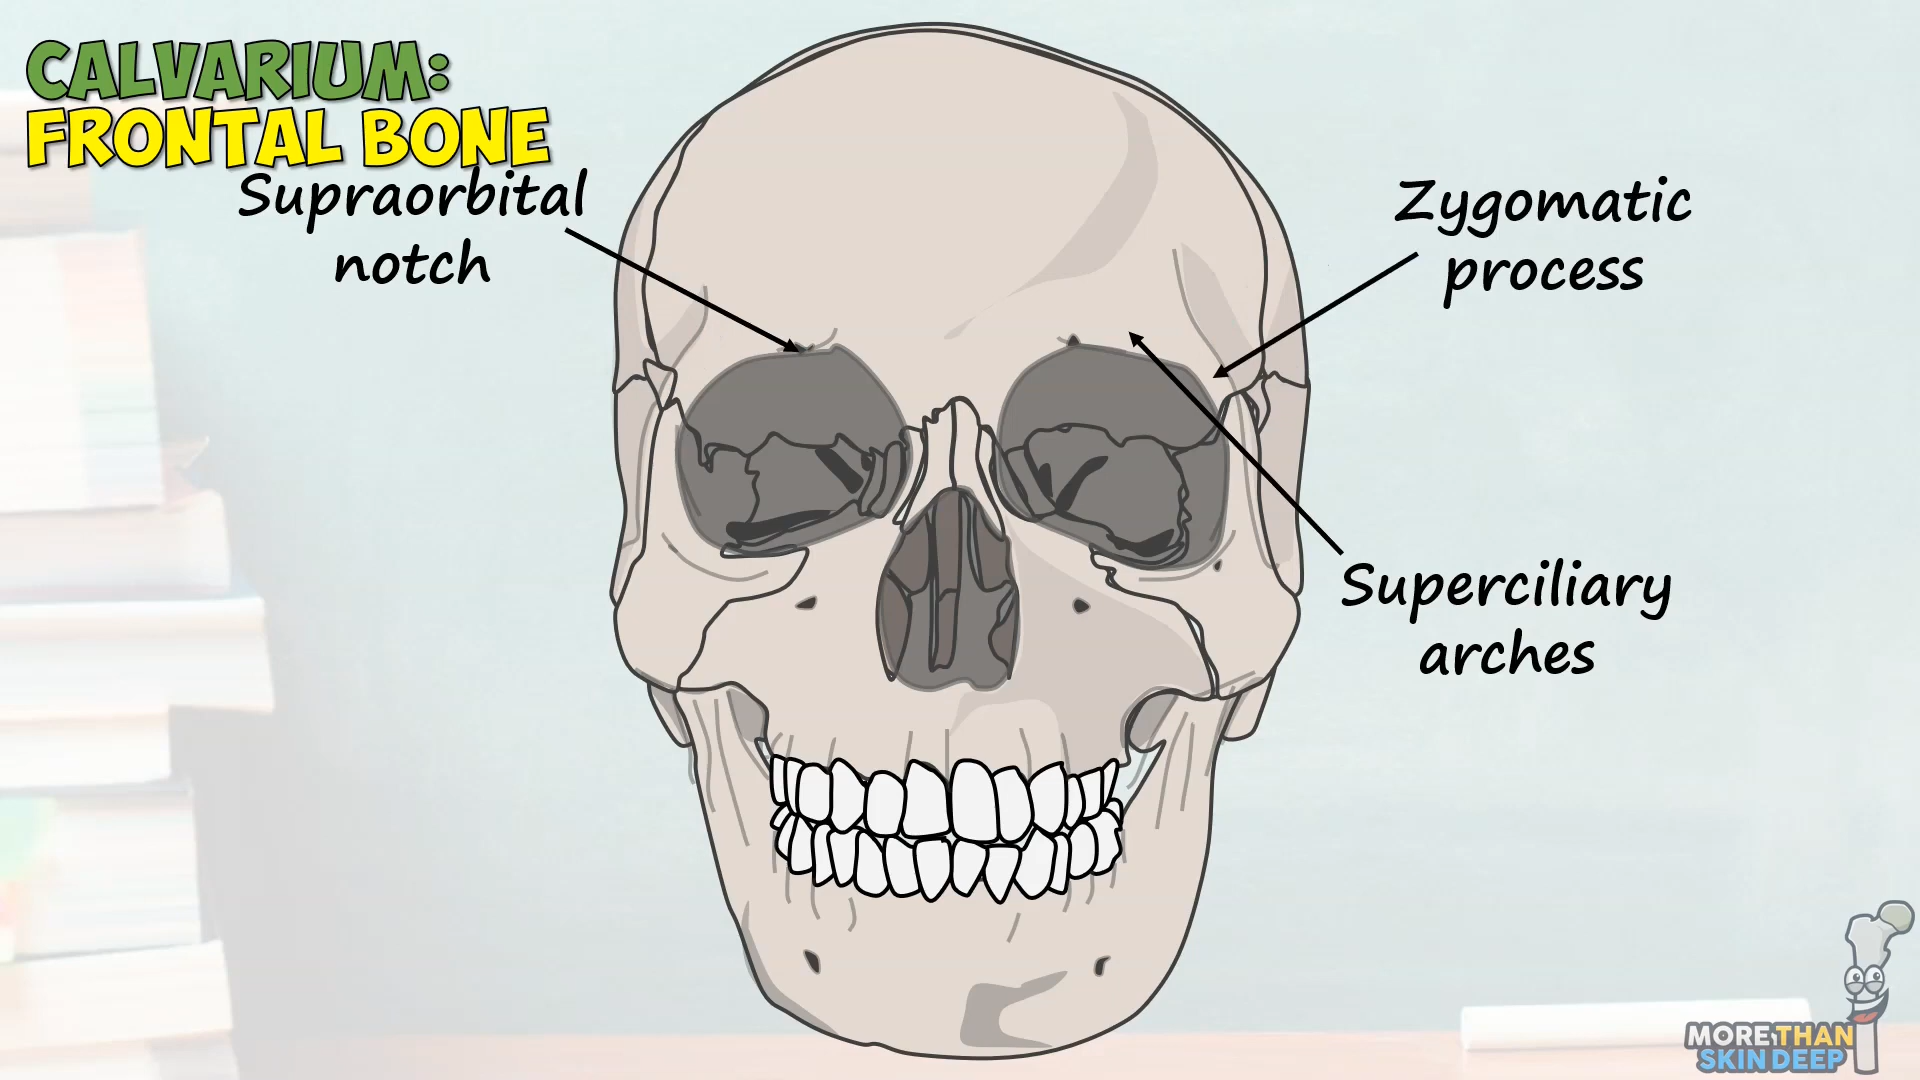 CALVARIUM:
FRONTAL BONE
Supraorbital
notch
Zygomatic
process
Superciliary
arches
MORE THAN
SKIN DEEP